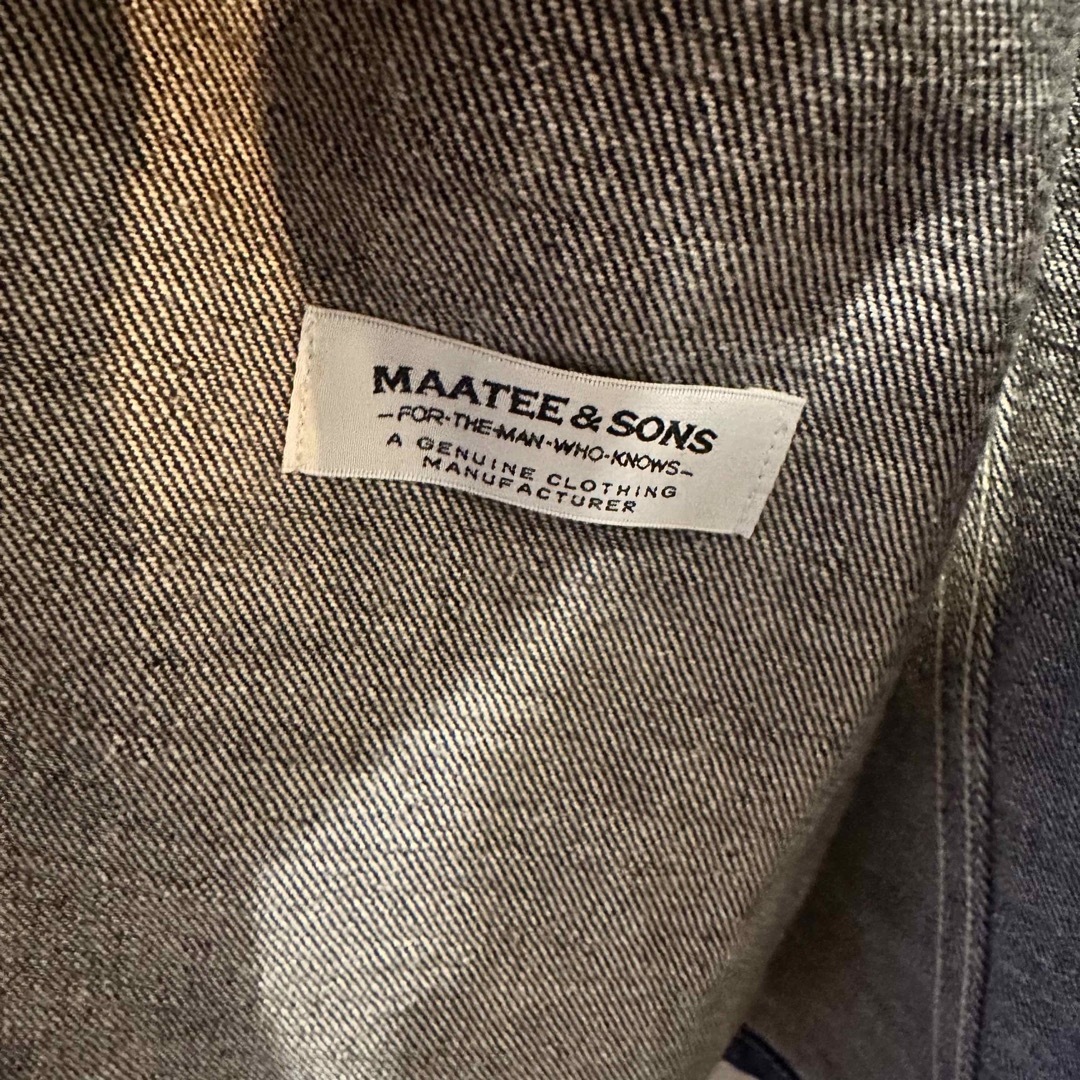 MAATEE & SONS
-FOR·THE·MAN·WHO·KNOWS-
A GENUINE CLOTHING
MANUFACTURER